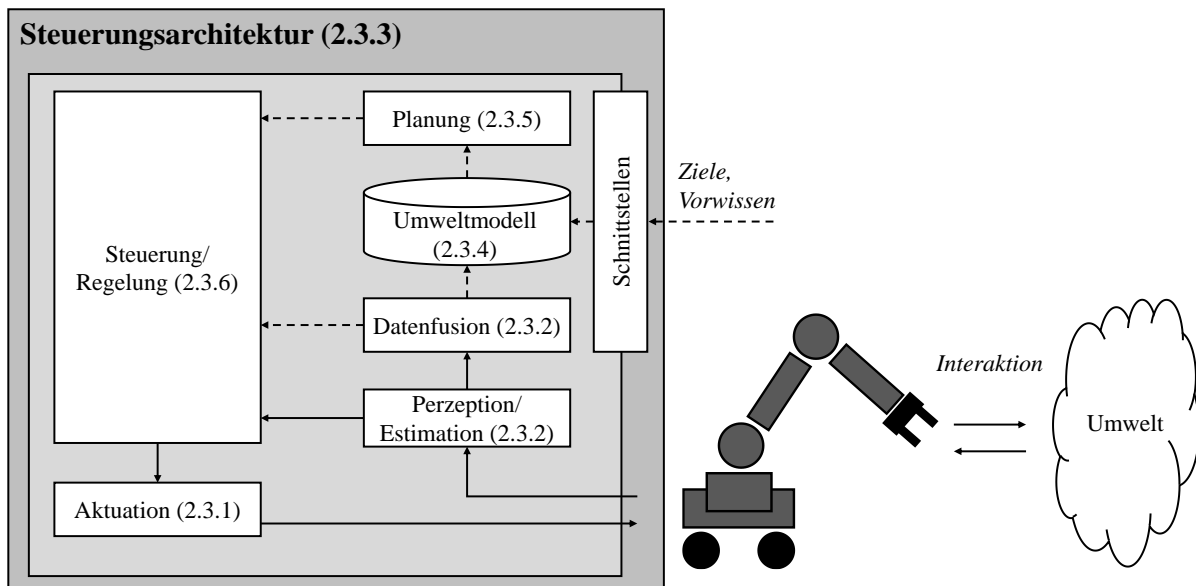 Steuerungsarchitektur (2.3.3)
Planung (2.3.5)
Umweltmodell
(2.3.4)
Schnittstellen
Ziele,
Vorwissen
Steuerung/
Regelung (2.3.6)
Datenfusion (2.3.2)
Perzeption/
Estimation (2.3.2)
Aktuation (2.3.1)
Interaktion
Umwelt